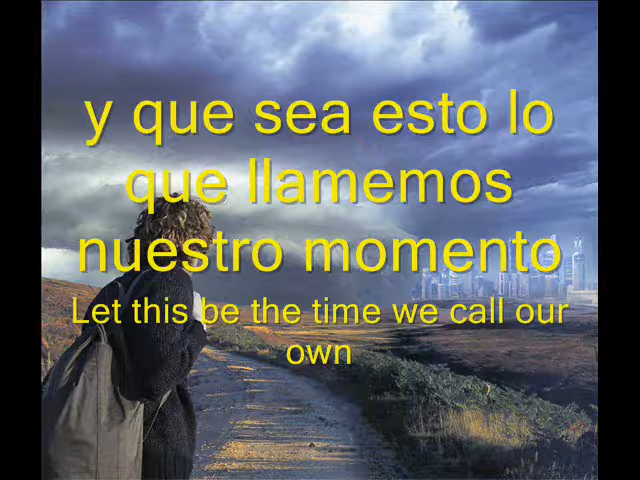 y que sea esto lo
que llamemos
nuestro momento
Let this be the time we call our
own